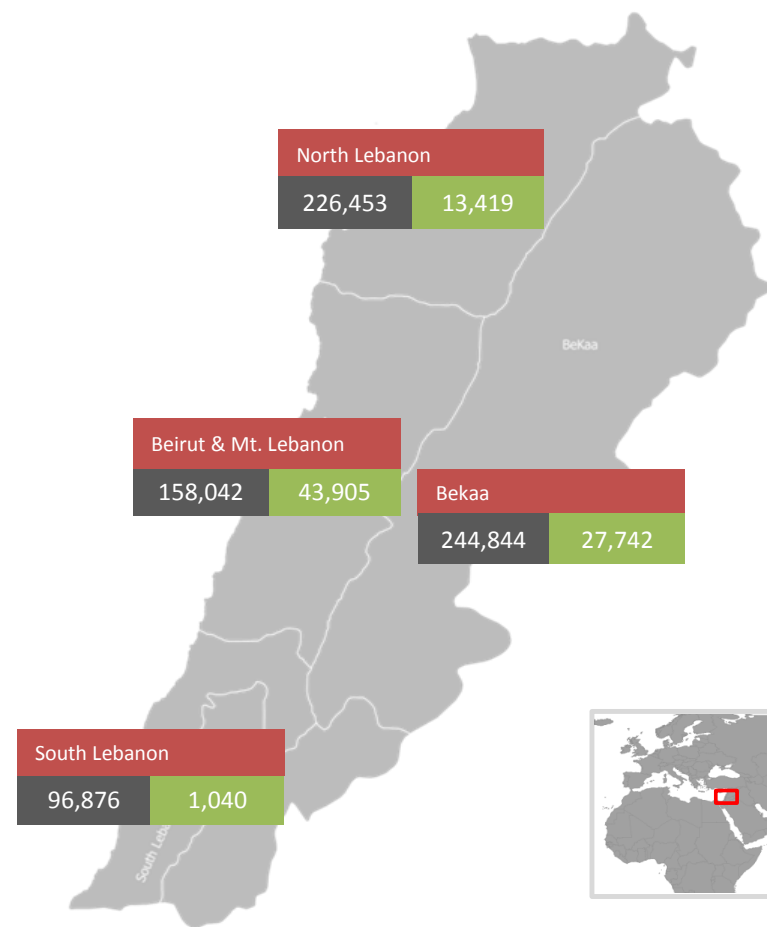 North Lebanon
226,453 13,419
BeKaa
Beirut & Mt. Lebanon
158,042 43,905
Bekaa
244,844 27,742
South Lebanon
96,876 1,040
South Leba